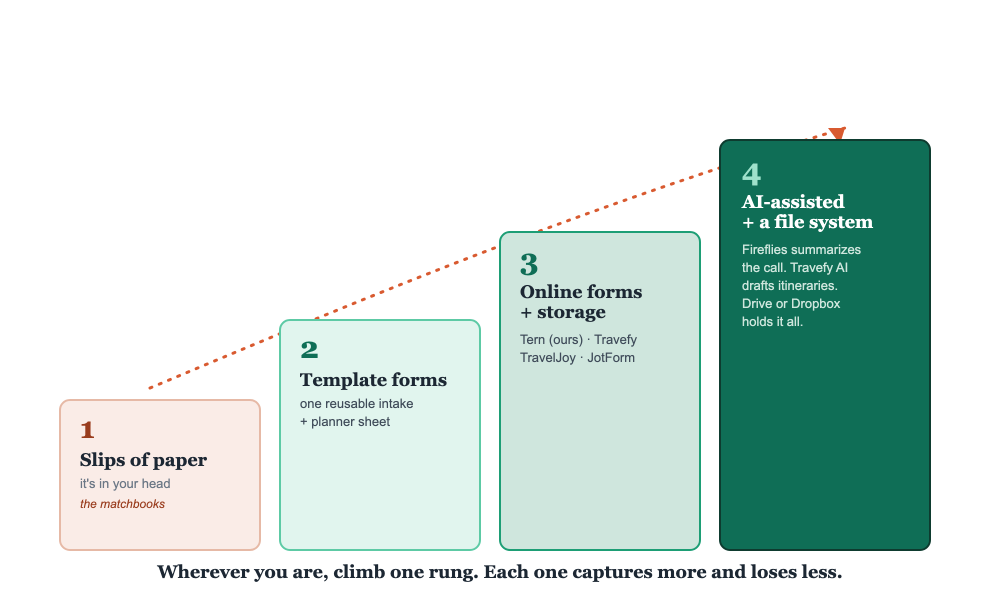 1
Slips of paper
it's in your head
the matchbooks
2
Template forms
one reusable intake
+ planner sheet
3
Online forms
+ storage
Tern (ours) · Travefy
TravelJoy · JotForm
4
AI-assisted
+ a file system
Fireflies summarizes
the call. Travefy AI
drafts itineraries.
Drive or Dropbox
holds it all.
Wherever you are, climb one rung. Each one captures more and loses less.